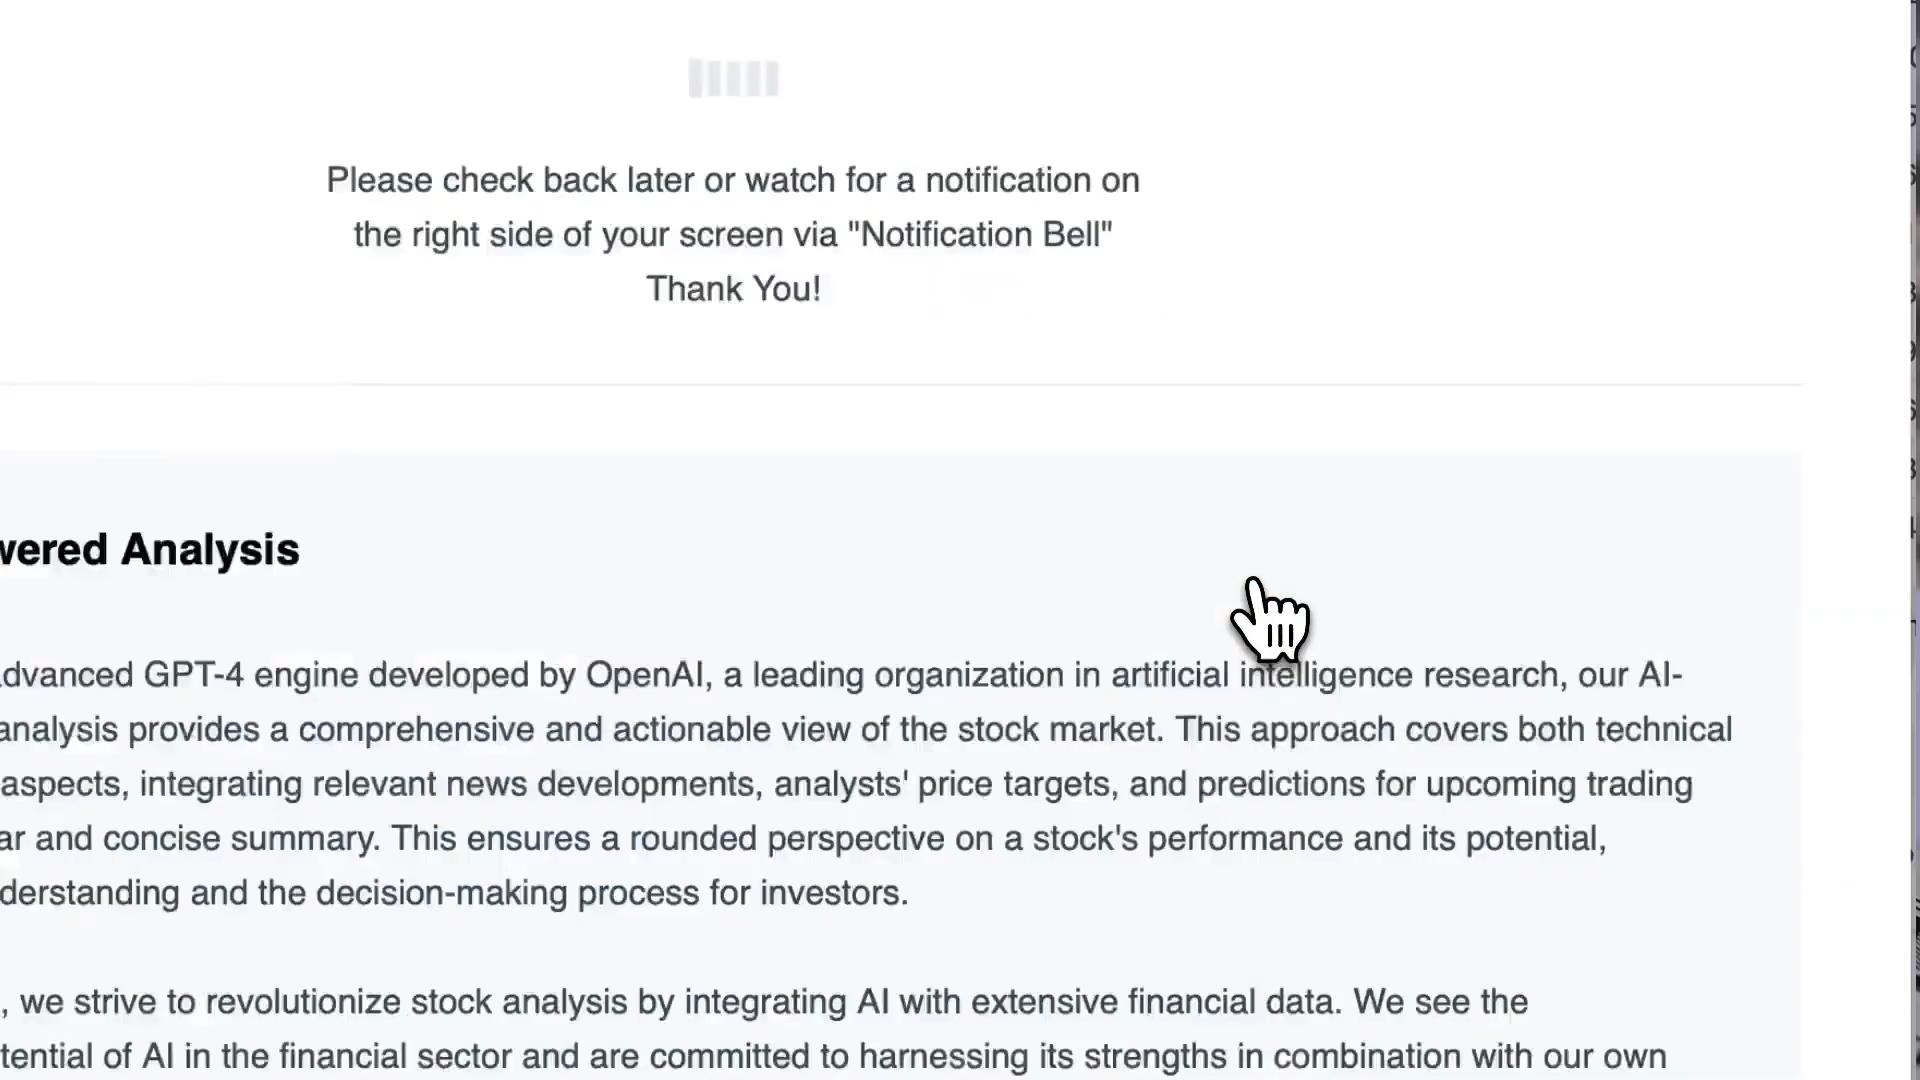 Please check back later or watch for a notification on
the right side of your screen via "Notification Bell"
Thank You!
Analysis
GPT-4 engine developed by OpenAI, a leading organization in artificial intelligence research, our AI-
analysis provides a comprehensive and actionable view of the stock market. This approach covers both technical
aspects, integrating relevant news developments, analysts' price targets, and predictions for upcoming trading
and concise summary. This ensures a rounded perspective on a stock's performance and its potential,
and the decision-making process for investors.
, we strive to revolutionize stock analysis by integrating AI with extensive financial data. We see the
of AI in the financial sector and are committed to harnessing its strengths in combination with our own